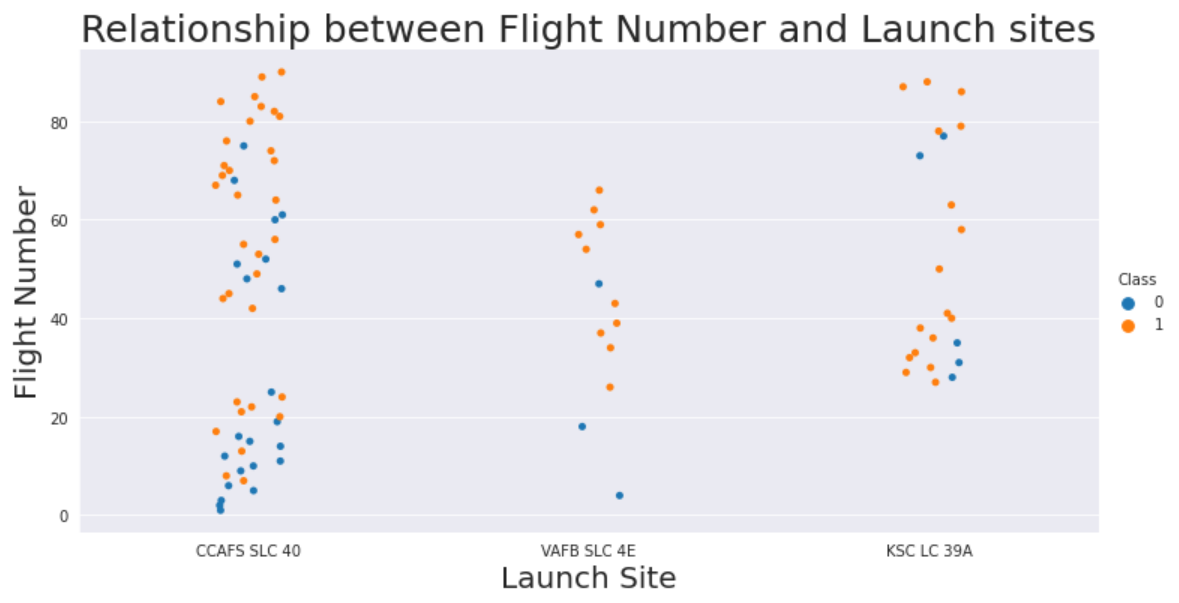 Relationship between Flight Number and Launch sites
Flight Number
80
60
40
20
0
CCAFS SLC 40
VAFB SLC 4E
KSC LC 39A
Launch Site
Class
0
1